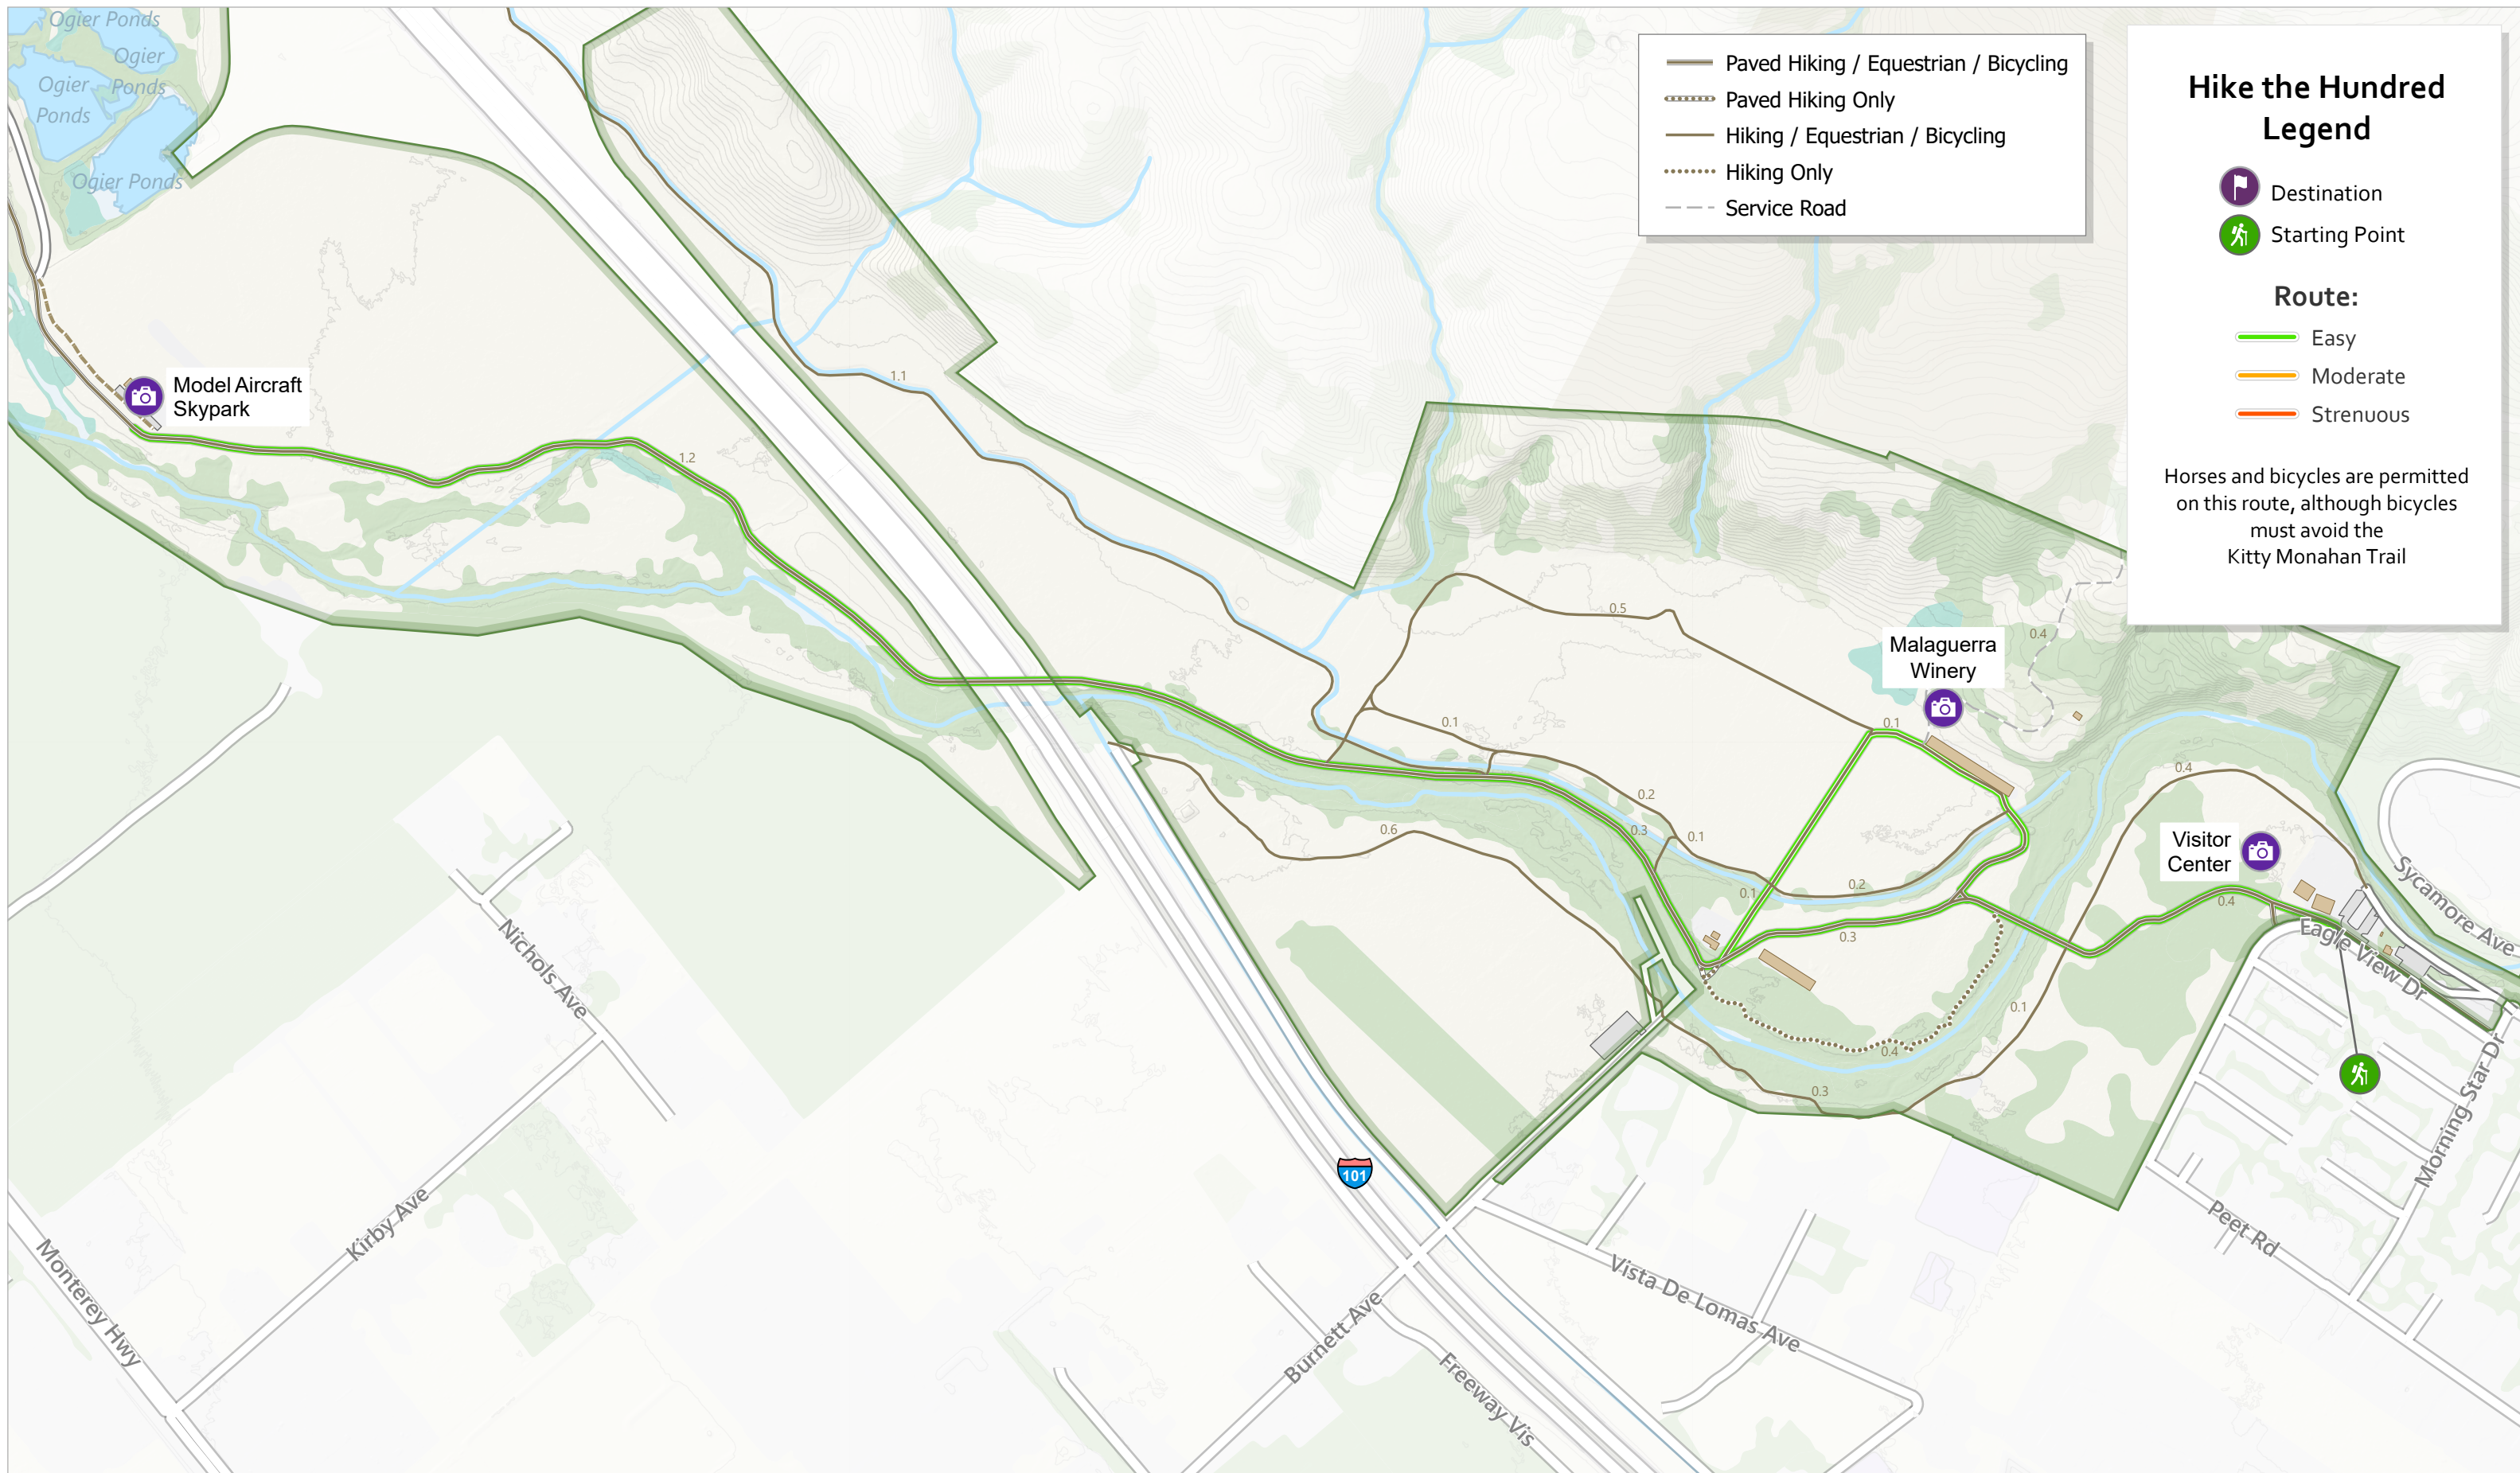 Ogier Ponds
Ogier
Ponds
Ogier
Ponds
Ogier Ponds
Paved Hiking / Equestrian / Bicycling
Paved Hiking Only
Hiking / Equestrian / Bicycling
Hiking Only
Service Road
Hike the Hundred
Legend
Destination
Starting Point
Route:
Easy
Moderate
Strenuous
Horses and bicycles are permitted
on this route, although bicycles
must avoid the
Kitty Monahan Trail
Model Aircraft
Skypark
1.1
1.2
0.5
0.4
Malaguerra
Winery
0.1
0.1
0.4
0.2
0.3
0.1
0.6
Visitor
Center
0.2
0.1
0.4
0.3
Sycamore Ave
Eagle View Dr
0.1
0.4
0.3
Nichols Ave
Morning Star Dr
101
Kirby Ave
Peet Rd
Monterey Hwy
Vista De Lomas Ave
Burnett Ave
Freeway Vis